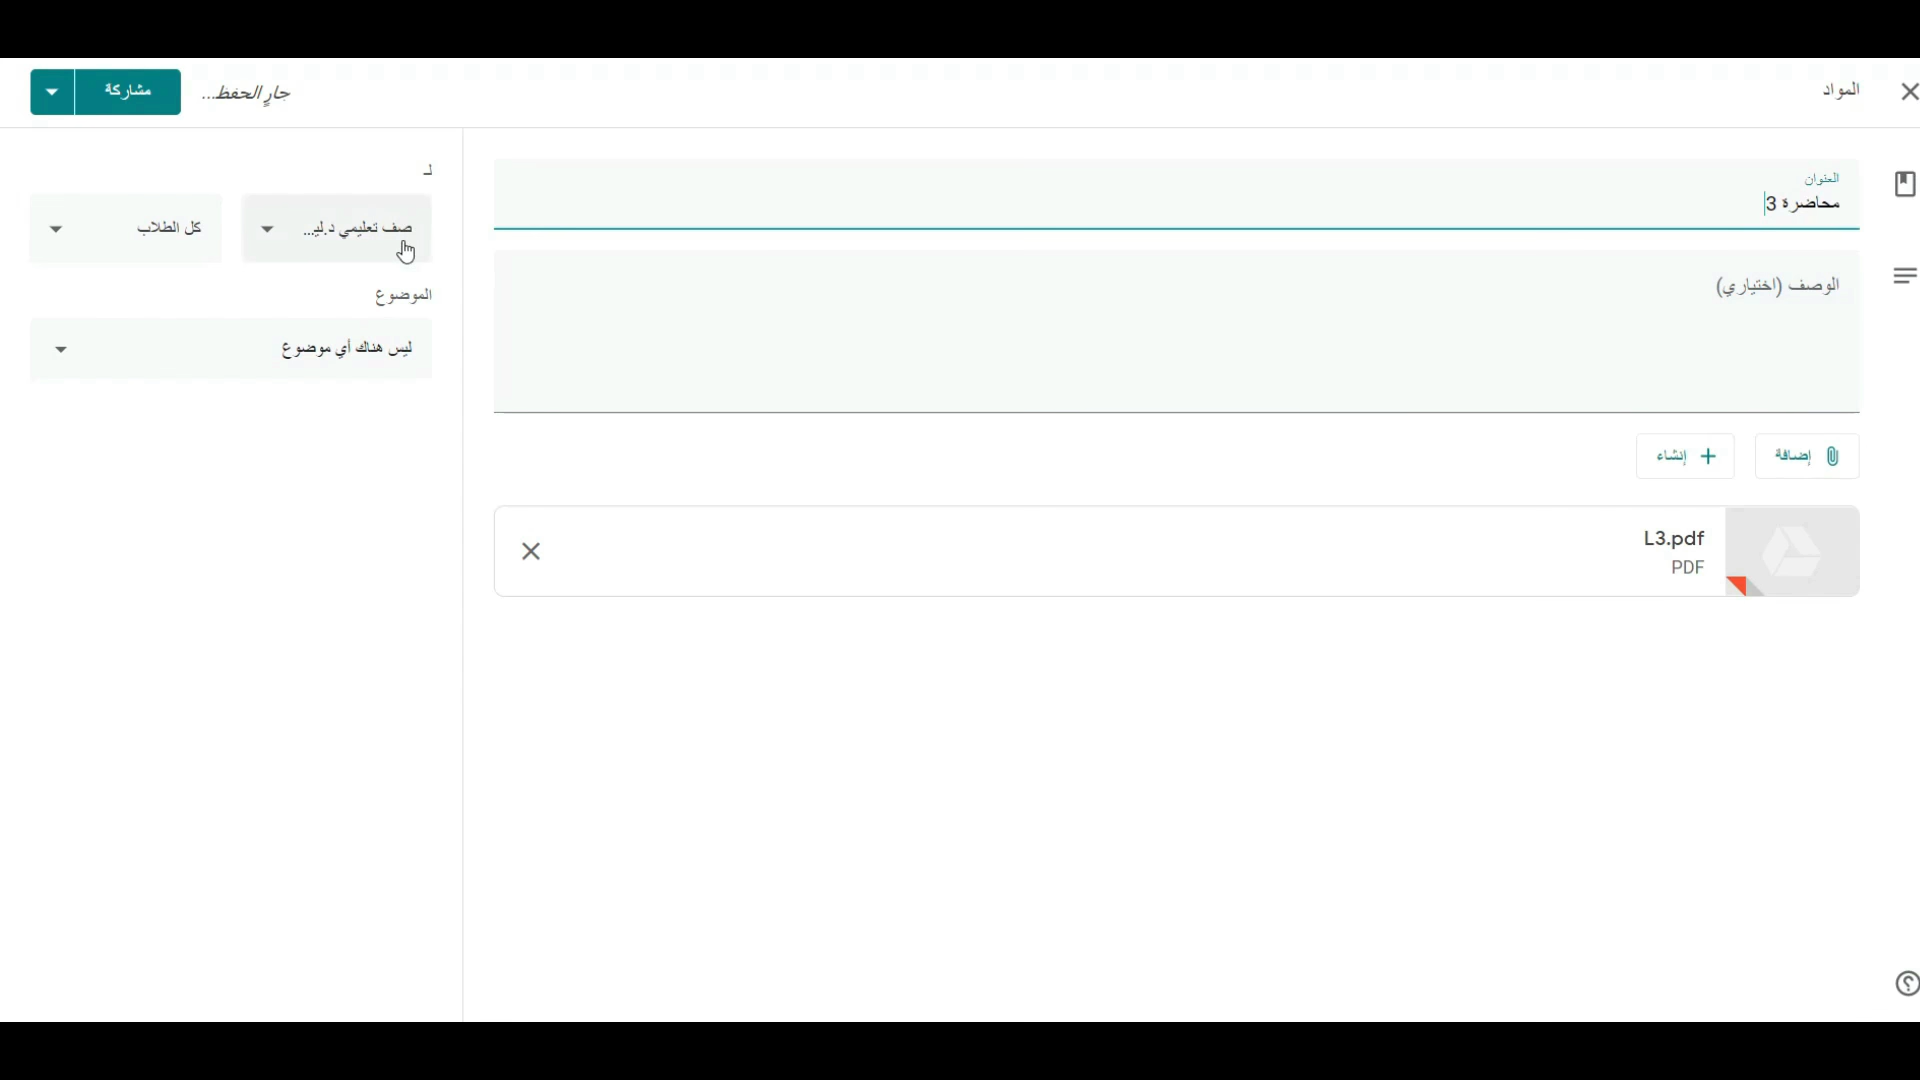 المواد
جارٍ الحفظ...
مشاركة
العنوان
محاضرة 3
الوصف (اختياري)
إضافة
إنشاء
L3.pdf
PDF
لـ
صف تعليمي د.لي...
كل الطلاب
الموضوع
ليس هناك أي موضوع